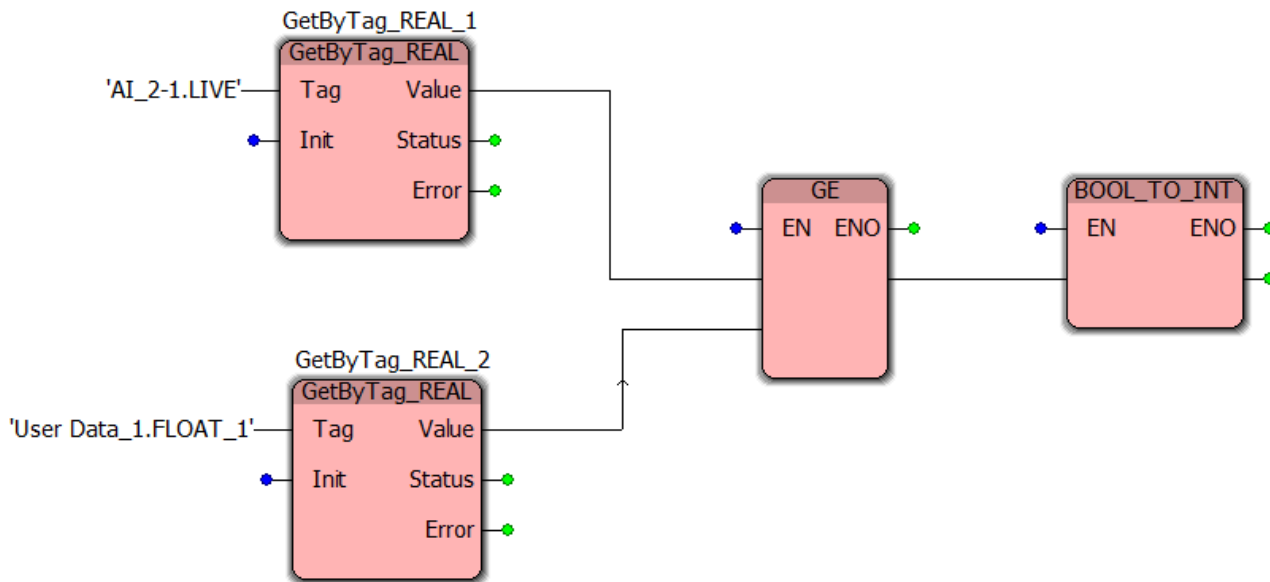 GetByTag_REAL_1
GetByTag_REAL
'AI_2-1.LIVE'
Tag Value
Init Status
Error
GE
EN ENO
BOOL_TO_INT
EN ENO
GetByTag_REAL_2
GetByTag_REAL
'User Data_1.FLOAT_1'
Tag Value
Init Status
Error